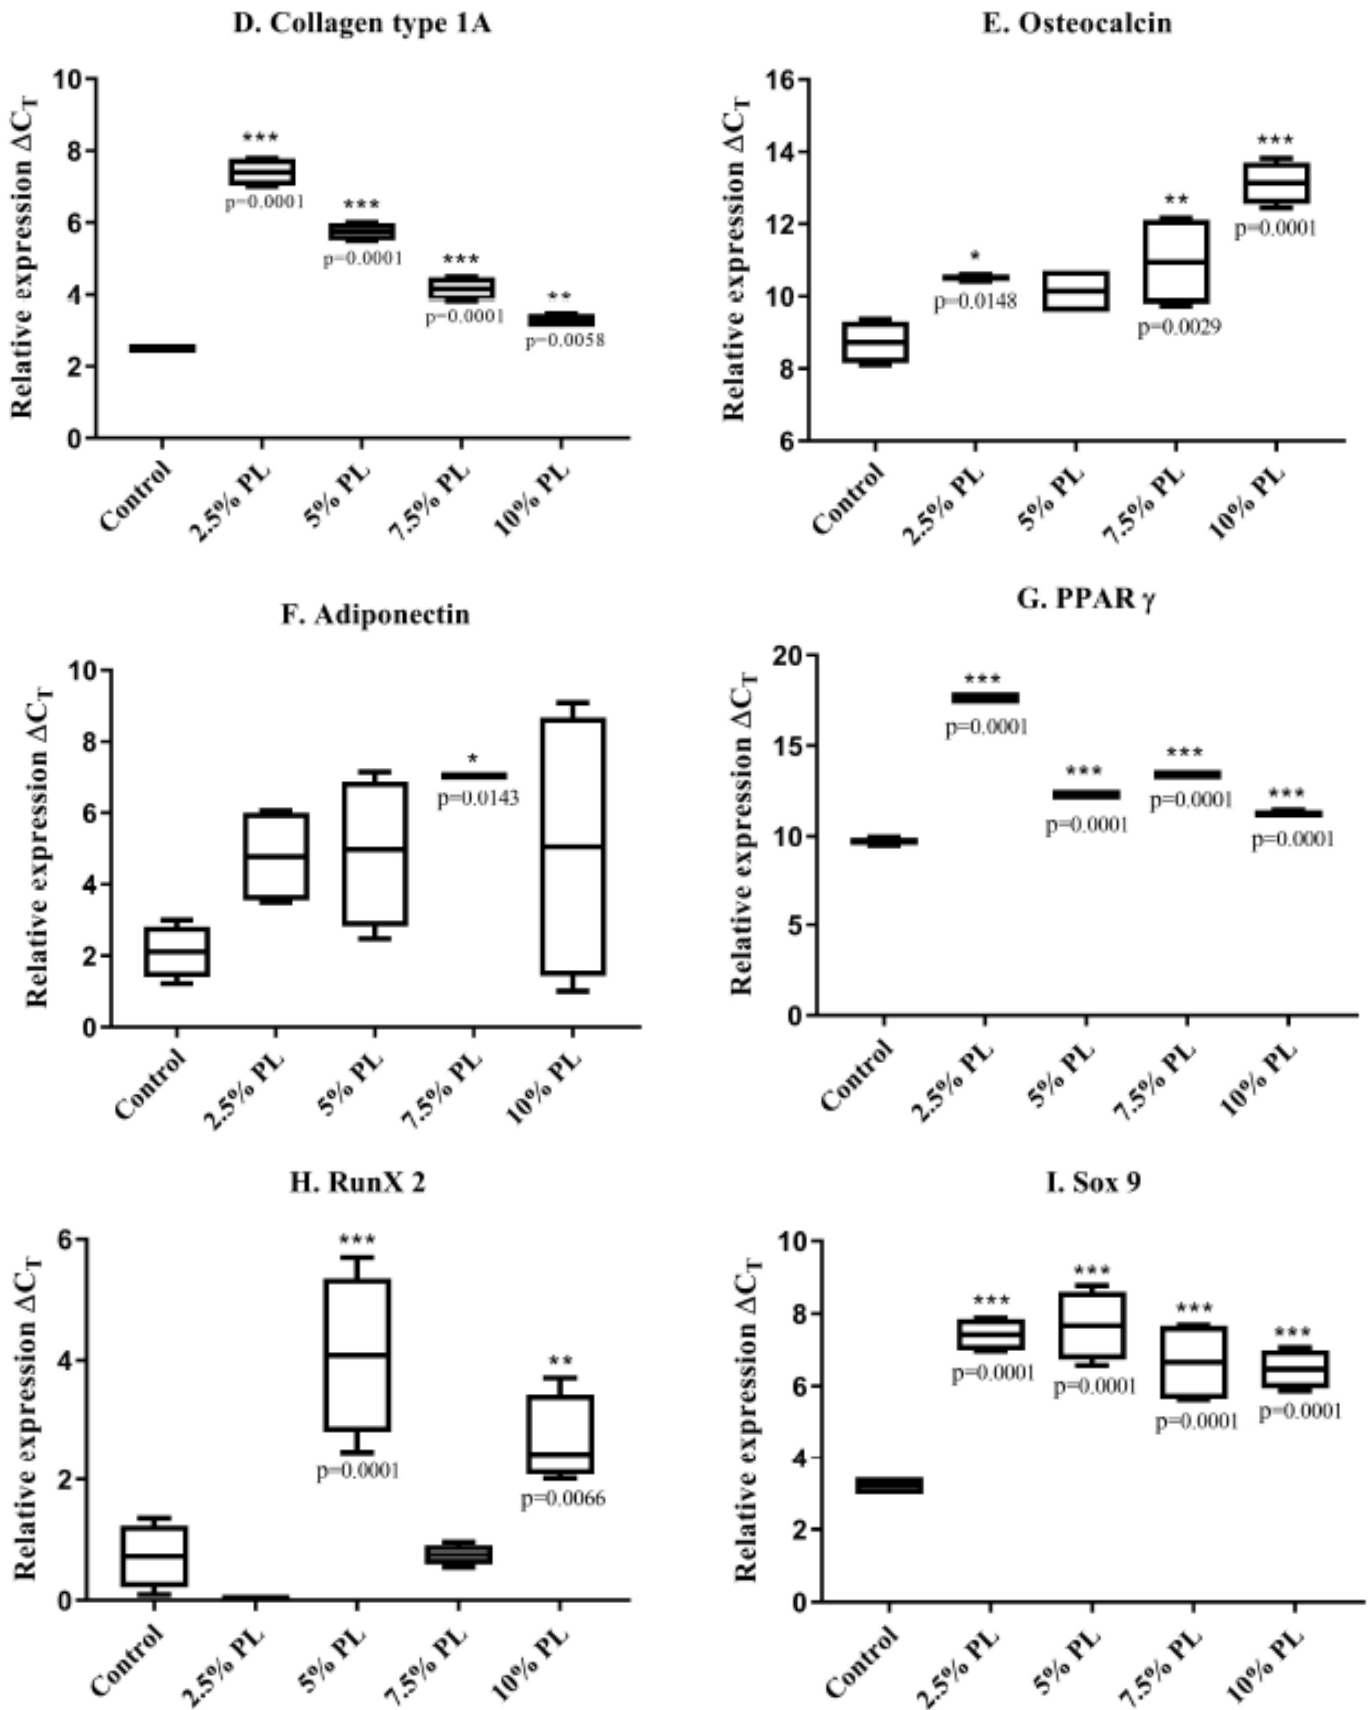 D. Collagen type 1A
Relative expression ΔCT
10
8
6
4
2
0
***
p=0.0001
***
p=0.0001
***
p=0.0001
**
p=0.0058
Control
2.5% PL
5% PL
7.5% PL
10% PL
E. Osteocalcin
Relative expression ΔCT
16
14
12
10
8
6
*
p=0.0148
**
p=0.0029
***
p=0.0001
Control
2.5% PL
5% PL
7.5% PL
10% PL
F. Adiponectin
Relative expression ΔCT
10
8
6
4
2
0
*
p=0.0143
Control
2.5% PL
5% PL
7.5% PL
10% PL
G. PPAR γ
Relative expression ΔCT
20
15
10
5
0
***
p=0.0001
***
p=0.0001
***
p=0.0001
***
p=0.0001
Control
2.5% PL
5% PL
7.5% PL
10% PL
H. RunX 2
Relative expression ΔCT
6
4
2
0
***
p=0.0001
**
p=0.0066
Control
2.5% PL
5% PL
7.5% PL
10% PL
I. Sox 9
Relative expression ΔCT
10
8
6
4
2
0
***
p=0.0001
***
p=0.0001
***
p=0.0001
***
p=0.0001
Control
2.5% PL
5% PL
7.5% PL
10% PL